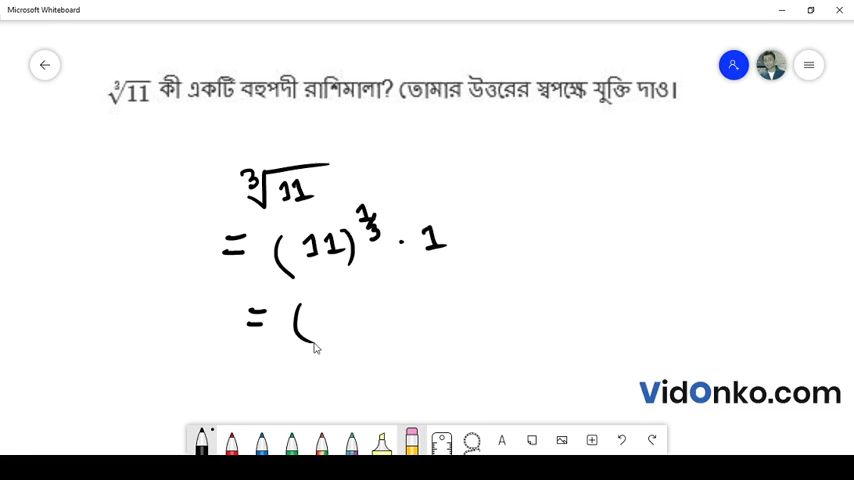 Microsoft Whiteboard
∛11 কী একটি বহুপদী রাশিমালা? তোমার উত্তরের স্বপক্ষে যুক্তি দাও।
∛11
= (11)^1/3 · 1
= (
VidOnko.com
A